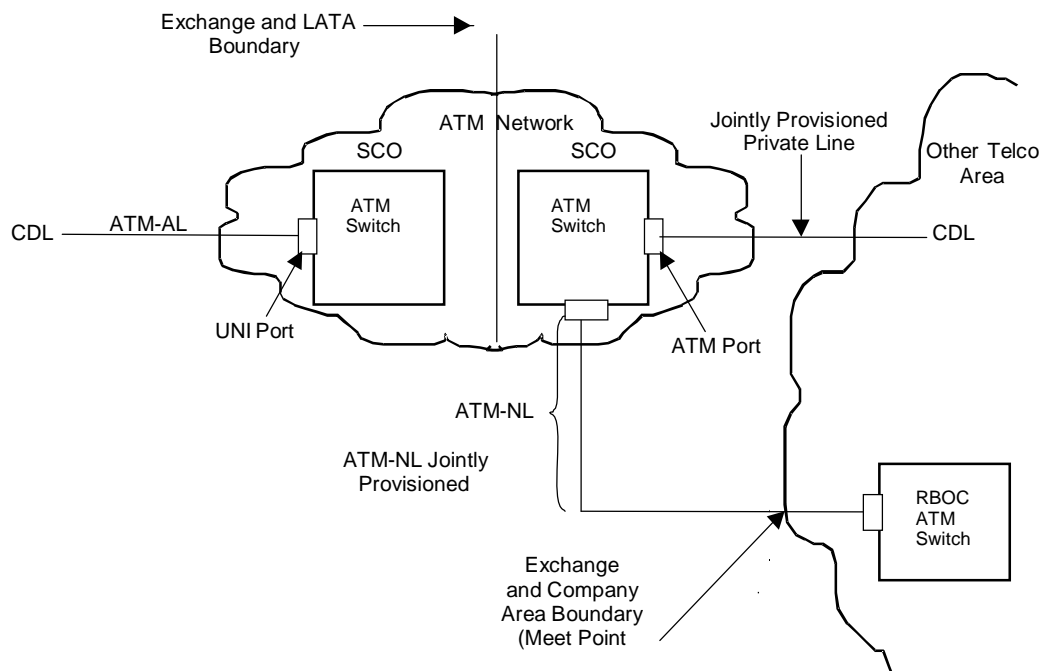 Exchange and LATA
Boundary
ATM Network
SCO
SCO
Jointly Provisioned
Private Line
Other Telco
Area
ATM
Switch
ATM
Switch
CDL
ATM-AL
CDL
UNI Port
ATM Port
ATM-NL
ATM-NL Jointly
Provisioned
RBOC
ATM
Switch
Exchange
and Company
Area Boundary
(Meet Point